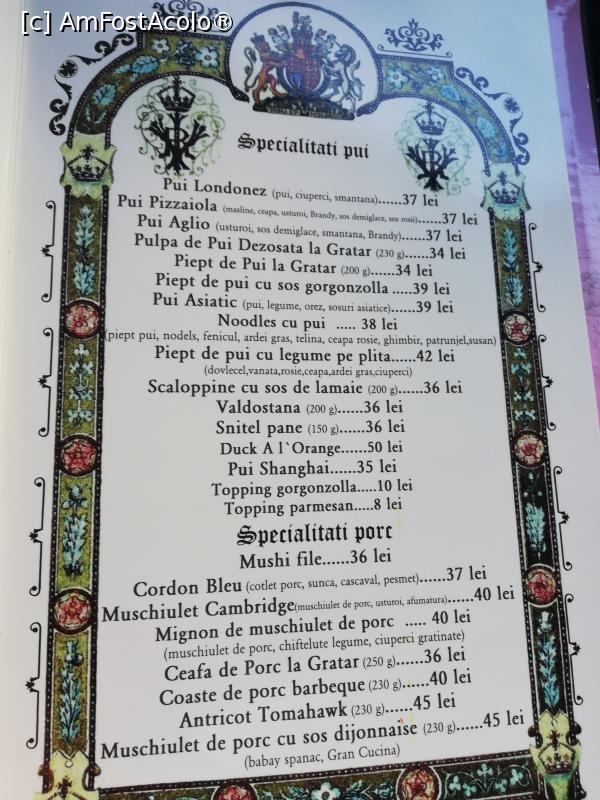 [c] AmFostAcolo®
Specialitati pui
Pui Londonez (pui, ciuperci, smantana)......37 lei
Pui Pizzaiola (masline, ceapa, usturoi, Brandy, sos demiglace, sos rosii)......37 lei
Pui Aglio (usturoi, sos demiglace, smantana, Brandy)......37 lei
Pulpa de Pui Dezosata la Gratar (230 g)......34 lei
Piept de Pui la Gratar (200 g)......34 lei
Piept de pui cu sos gorgonzolla ....39 lei
Pui Asiatic (pui, legume, orez, sosuri asiatice)......39 lei
Noodles cu pui ..... 38 lei
(piept pui, nodels, fenicul, ardei gras, telina, ceapa rosie, ghimbir, patrunjel,susan)
Piept de pui cu legume pe plita......42 lei
(dovlecel,vanata,rosie,ceapa,ardei gras,ciuperci)
Scaloppine cu sos de lamaie (200 g)......36 lei
Valdostana (200 g)......36 lei
Snitel pane (150 g)......36 lei
Duck A l`Orange......50 lei
Pui Shanghai......35 lei
Topping gorgonzolla.....10 lei
Topping parmesan.....8 lei
Specialitati porc
Mushi file......36 lei
Cordon Bleu (cotlet porc, sunca, cascaval, pesmet)......37 lei
Muschiulet Cambridge(muschiulet de porc, usturoi, afumatura)......40 lei
Mignon de muschiulet de porc ..... 40 lei
(muschiulet de porc, chiftelute legume, ciuperci gratinate)
Ceafa de Porc la Gratar (250 g)......36 lei
Coaste de porc barbeque (230 g)......40 lei
Antricot Tomahawk (230 g)......45 lei
Muschiulet de porc cu sos dijonnaise (230 g)......45 lei
(babay spanac, Gran Cucina)